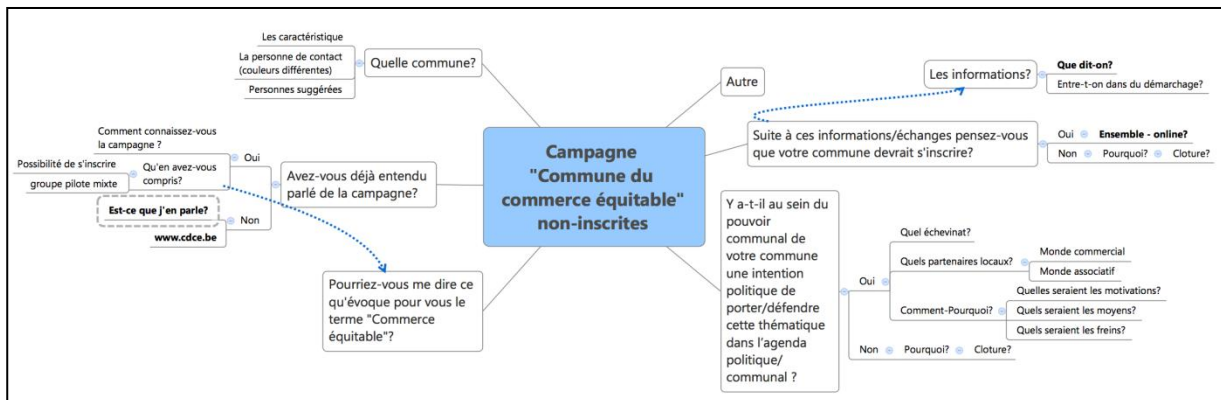 Campagne
"Commune du
commerce équitable"
non-inscrites
Quelle commune?
Les caractéristique
La personne de contact
(couleurs différentes)
Personnes suggérées
Avez-vous déjà entendu
parlé de la campagne?
Oui
Comment connaissez-vous
la campagne ?
Qu'en avez-vous
compris?
Possibilité de s'inscrire
groupe pilote mixte
Non
Est-ce que j'en parle?
www.cdce.be
Pourriez-vous me dire ce
qu'évoque pour vous le
terme "Commerce
équitable"?
Autre
Les informations?
Que dit-on?
Entre-t-on dans du démarchage?
Suite à ces informations/échanges pensez-vous
que votre commune devrait s'inscrire?
Oui
Ensemble - online?
Non
Pourquoi?
Cloture?
Y a-t-il au sein du
pouvoir
communal de
votre commune
une intention
politique de
porter/défendre
cette thématique
dans l'agenda
politique/
communal ?
Oui
Quel échevinat?
Quels partenaires locaux?
Monde commercial
Monde associatif
Comment-Pourquoi?
Quelles seraient les motivations?
Quels seraient les moyens?
Quels seraient les freins?
Non
Pourquoi?
Cloture?